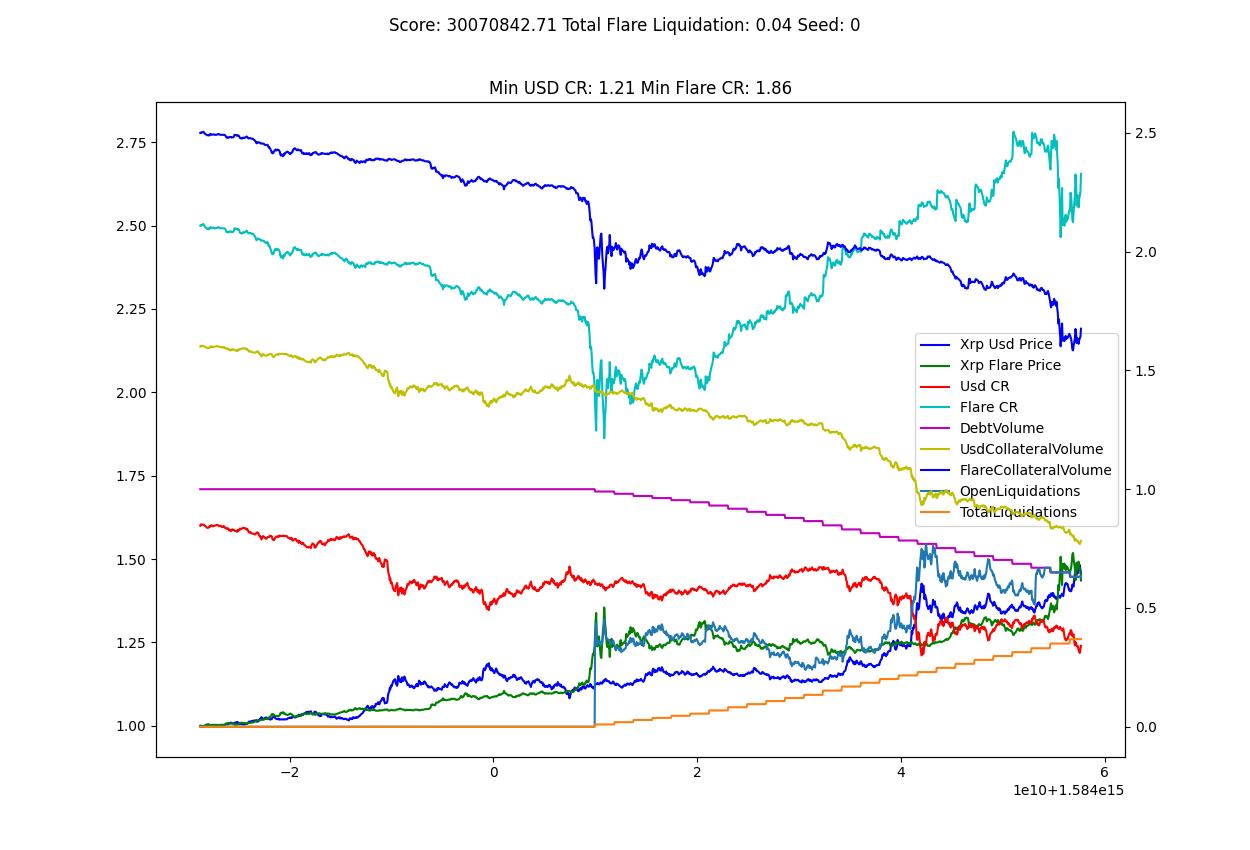 Score: 30070842.71 Total Flare Liquidation: 0.04 Seed: 0
Min USD CR: 1.21 Min Flare CR: 1.86
2.75
2.50
2.25
2.00
1.75
1.50
1.25
1.00
2.5
2.0
1.5
1.0
0.5
0.0
Xrp Usd Price
Xrp Flare Price
Usd CR
Flare CR
DebtVolume
UsdCollateralVolume
FlareCollateralVolume
OpenLiquidations
TotalLiquidations
−2 0 2 4 6
1e10+1.584e15